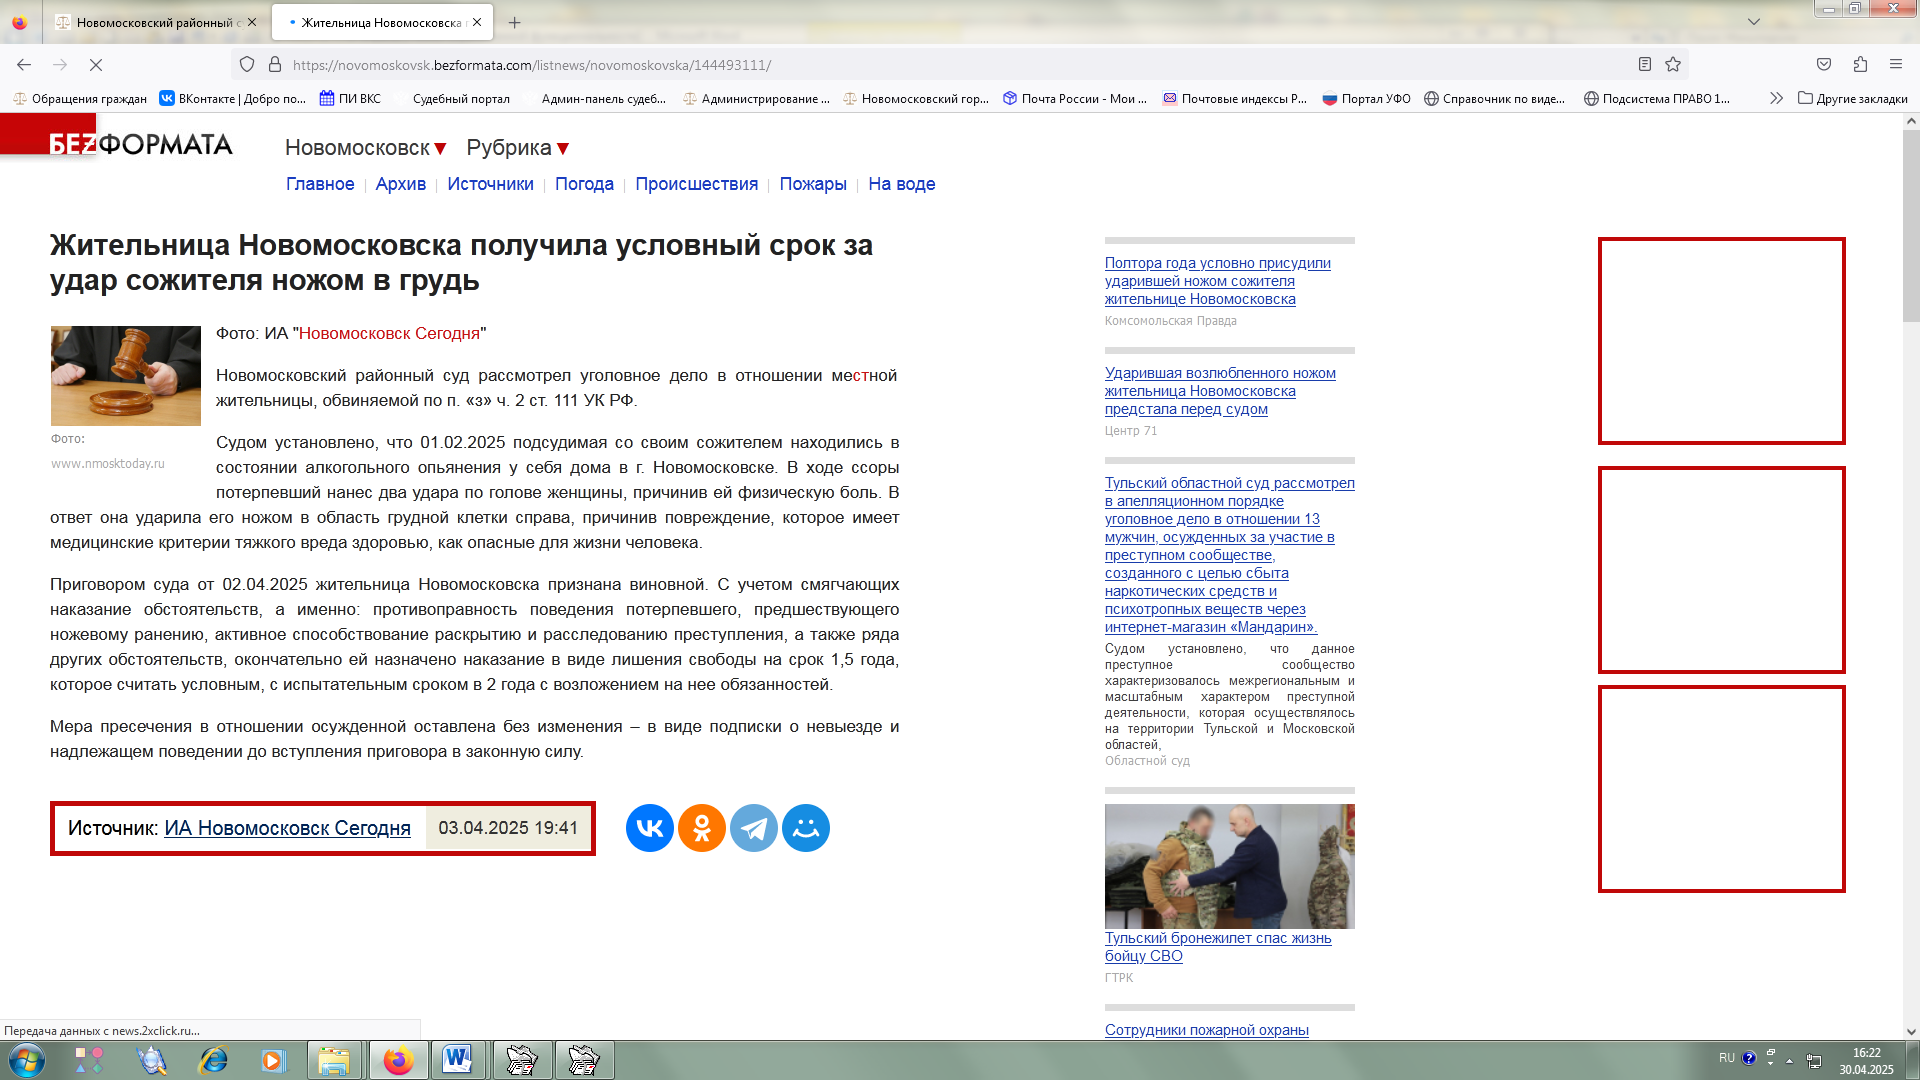 Новомосковский районный с
Жительница Новомосковска п
https://novomoskovsk.bezformata.com/listnews/novomoskovska/144493111/
Обращения граждан
ВКонтакте | Добро по...
ПИ ВКС
Судебный портал
Админ-панель судеб...
Администрирование ...
Новомосковский гор...
Почта России - Мои ...
Почтовые индексы Р...
Портал УФО
Справочник по виде...
Подсистема ПРАВО 1...
Другие закладки
БЕZФОРМАТА
Новомосковск▼ Рубрика▼
Главное | Архив | Источники | Погода | Происшествия | Пожары | На воде
Жительница Новомосковска получила условный срок за
удар сожителя ножом в грудь
Фото:
www.nmosktoday.ru
Фото: ИА "Новомосковск Сегодня"
Новомосковский районный суд рассмотрел уголовное дело в отношении местной
жительницы, обвиняемой по п. «з» ч. 2 ст. 111 УК РФ.
Судом установлено, что 01.02.2025 подсудимая со своим сожителем находились в
состоянии алкогольного опьянения у себя дома в г. Новомосковске. В ходе ссоры
потерпевший нанес два удара по голове женщины, причинив ей физическую боль. В
ответ она ударила его ножом в область грудной клетки справа, причинив повреждение, которое имеет
медицинские критерии тяжкого вреда здоровью, как опасные для жизни человека.
Приговором суда от 02.04.2025 жительница Новомосковска признана виновной. С учетом смягчающих
наказание обстоятельств, а именно: противоправность поведения потерпевшего, предшествующего
ножевому ранению, активное способствование раскрытию и расследованию преступления, а также ряда
других обстоятельств, окончательно ей назначено наказание в виде лишения свободы на срок 1,5 года,
которое считать условным, с испытательным сроком в 2 года с возложением на нее обязанностей.
Мера пресечения в отношении осужденной оставлена без изменения – в виде подписки о невыезде и
надлежащем поведении до вступления приговора в законную силу.
Источник: ИА Новомосковск Сегодня 03.04.2025 19:41
Полтора года условно присудили
ударившей ножом сожителя
жительнице Новомосковска
Комсомольская Правда
Ударившая возлюбленного ножом
жительница Новомосковска
предстала перед судом
Центр 71
Тульский областной суд рассмотрел
в апелляционном порядке
уголовное дело в отношении 13
мужчин, осужденных за участие в
преступном сообществе,
созданного с целью сбыта
наркотических средств и
психотропных веществ через
интернет-магазин «Мандарин».
Судом установлено, что данное
преступное сообщество
характеризовалось межрегиональным и
масштабным характером преступной
деятельности, которая осуществлялось
на территории Тульской и Московской
областей,
Областной суд
Тульский бронежилет спас жизнь
бойцу СВО
ГТРК
Сотрудники пожарной охраны
Передача данных с news.2xclick.ru...
RU
16:22
30.04.2025